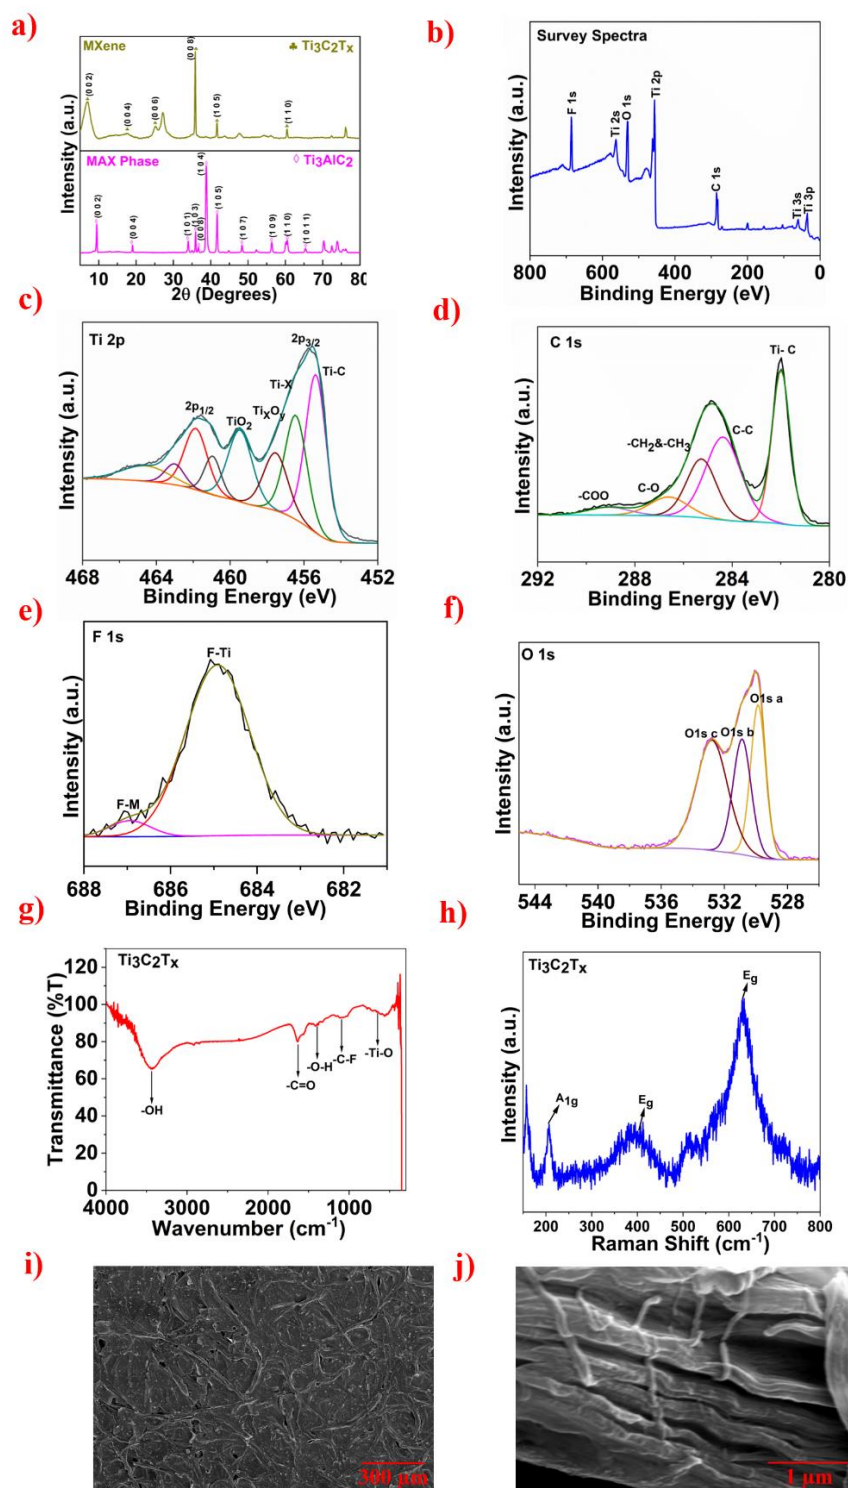 a)
MXene
♣ Ti3C2Tx
(0 0 2)
(0 0 4)
(0 0 6)
(0 0 8)
(1 0 5)
(1 1 0)
MAX Phase
◊ Ti3AlC2
(0 0 2)
(0 0 4)
(1 0 1)
(1 0 3)
(0 0 8)
(1 0 4)
(1 0 5)
(1 0 7)
(1 0 9)
(1 1 0)
(1 0 11)
Intensity (a.u.)
Intensity (a.u.)
10 20 30 40 50 60 70 80
2θ (Degrees)
b)
Survey Spectra
F 1s
Ti 2s
O 1s
Ti 2p
C 1s
Ti 3s
Ti 3p
Intensity (a.u.)
800 600 400 200 0
Binding Energy (eV)
c)
Ti 2p
2p1/2
TiO2
TiXOy
Ti-X
2p3/2
Ti-C
Intensity (a.u.)
468 464 460 456 452
Binding Energy (eV)
d)
C 1s
-COO
C-O
-CH2&-CH3
C-C
Ti- C
Intensity (a.u.)
292 288 284 280
Binding Energy (eV)
e)
F 1s
F-M
F-Ti
Intensity (a.u.)
688 686 684 682
Binding Energy (eV)
f)
O 1s
O1s c
O1s b
O1s a
Intensity (a.u.)
544 540 536 532 528
Binding Energy (eV)
g)
Ti3C2Tx
-OH
-C=O
-O-H
-C-F
-Ti-O
Transmittance (%T)
120
100
80
60
40
20
0
4000 3000 2000 1000
Wavenumber (cm-1)
h)
Ti3C2Tx
A1g
Eg
Eg
Intensity (a.u.)
200 300 400 500 600 700 800
Raman Shift (cm-1)
i)
300 µm
j)
1 µm